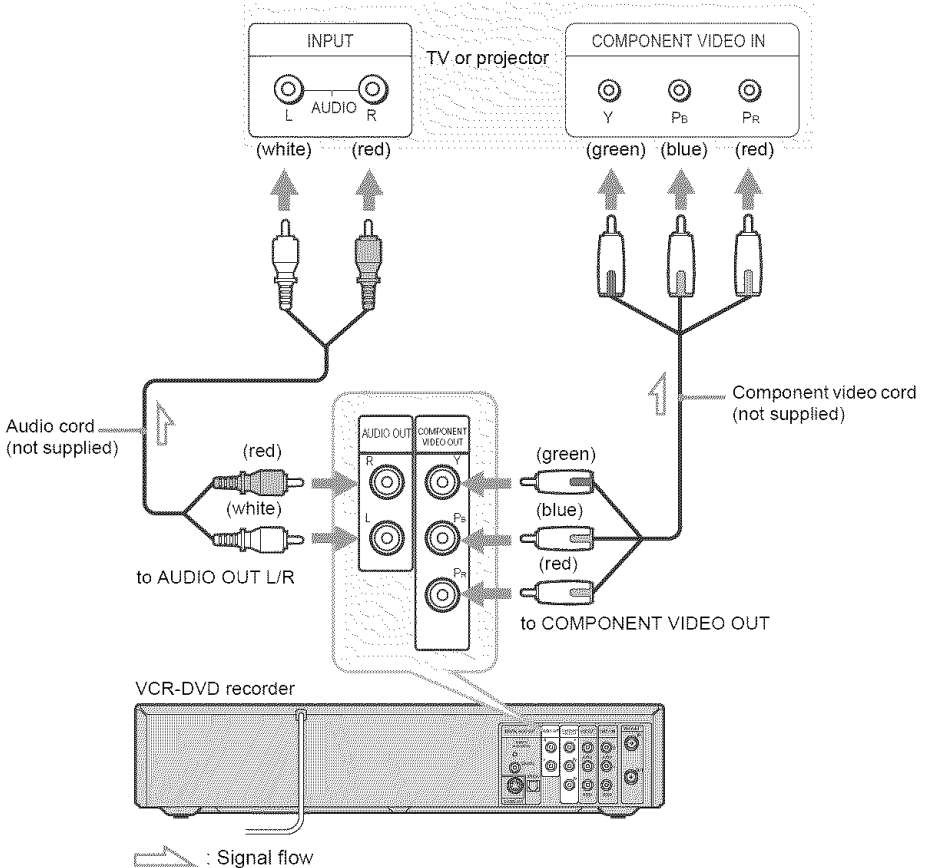 INPUT
L
AUDIO
R
TV or projector
COMPONENT VIDEO IN
Y
PB
PR
(white)
(red)
(green)
(blue)
(red)
Audio cord
(not supplied)
Component video cord
(not supplied)
AUDIO OUT
R
L
COMPONENT
VIDEO OUT
Y
PB
PR
(red)
(white)
to AUDIO OUT L/R
(green)
(blue)
(red)
to COMPONENT VIDEO OUT
VCR-DVD recorder
: Signal flow